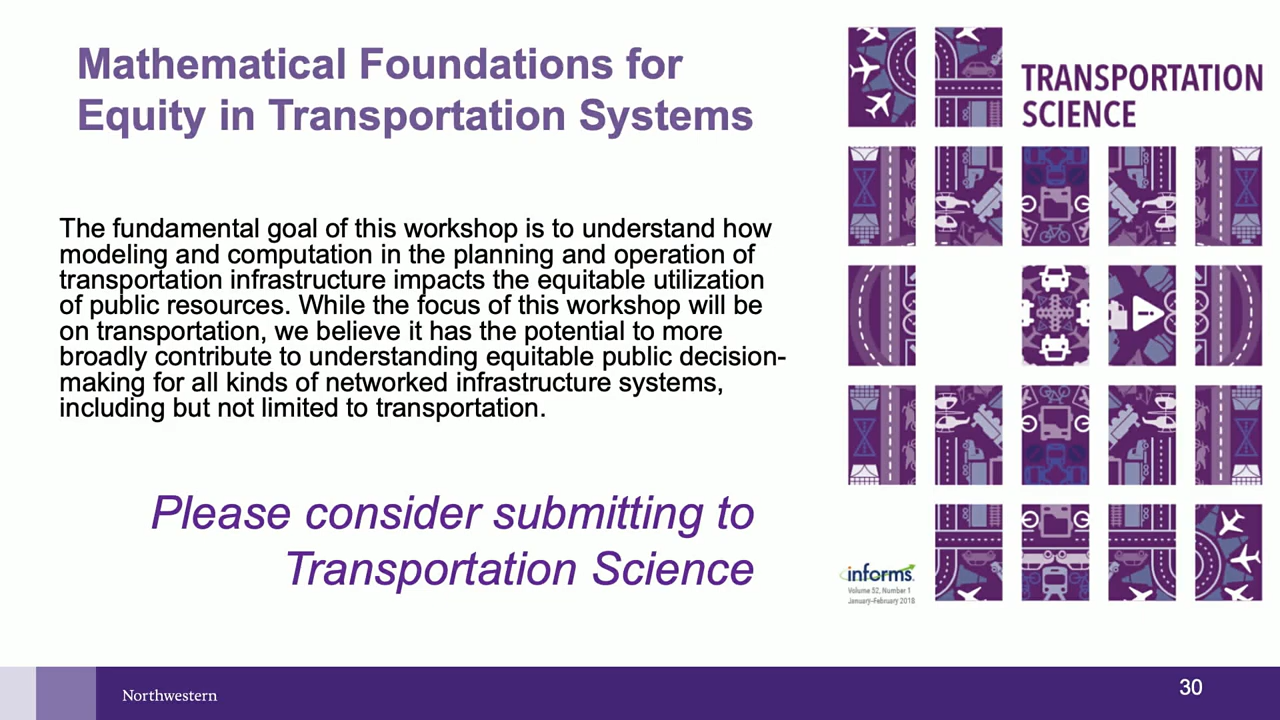 Mathematical Foundations for
Equity in Transportation Systems
The fundamental goal of this workshop is to understand how
modeling and computation in the planning and operation of
transportation infrastructure impacts the equitable utilization
of public resources. While the focus of this workshop will be
on transportation, we believe it has the potential to more
broadly contribute to understanding equitable public decision-
making for all kinds of networked infrastructure systems,
including but not limited to transportation.
Please consider submitting to
Transportation Science
TRANSPORTATION
SCIENCE
informs.
Volume 52, Number 1
January-February 2018
Northwestern
30